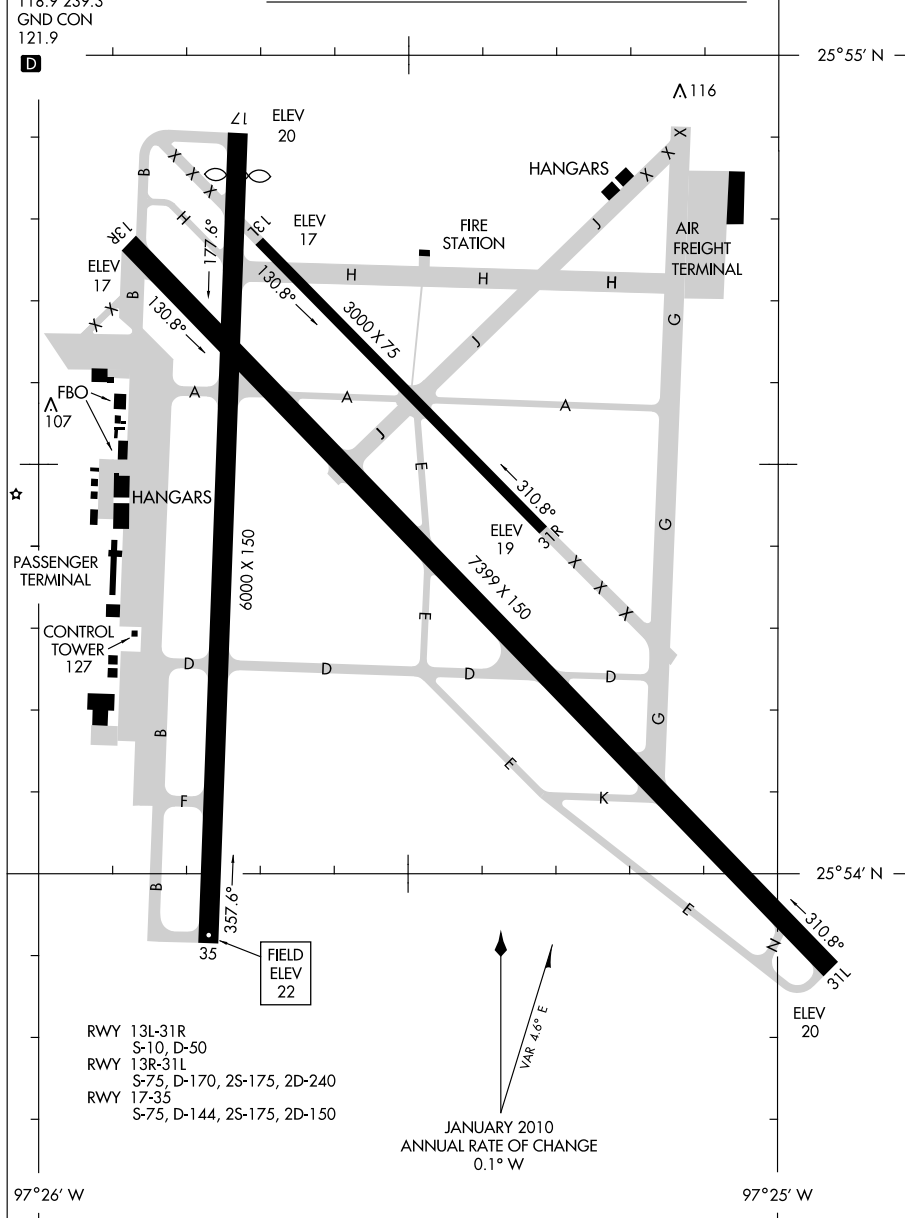 118.9 239.3
GND CON
121.9
D
25°55' N
116
17
ELEV
20
X
X
X
B
HANGARS
X
X
X
H
13L
ELEV
17
FIRE
STATION
J
AIR
FREIGHT
TERMINAL
13R
177.6°
ELEV
17
B
X
X
130.8°
130.8°
H
H
H
3000 X 75
J
G
FBO
107
A
A
A
J
E
HANGARS
310.8°
ELEV
19
31R
G
PASSENGER
TERMINAL
6000 X 150
7399 X 150
X
X
X
CONTROL
TOWER
127
E
D
D
D
D
B
G
F
E
K
B
357.6°
25°54' N
E
N
310.8°
31L
35
FIELD
ELEV
22
ELEV
20
VAR 4.6° E
RWY 13L-31R
S-10, D-50
RWY 13R-31L
S-75, D-170, 2S-175, 2D-240
RWY 17-35
S-75, D-144, 2S-175, 2D-150
JANUARY 2010
ANNUAL RATE OF CHANGE
0.1° W
97°26' W
97°25' W